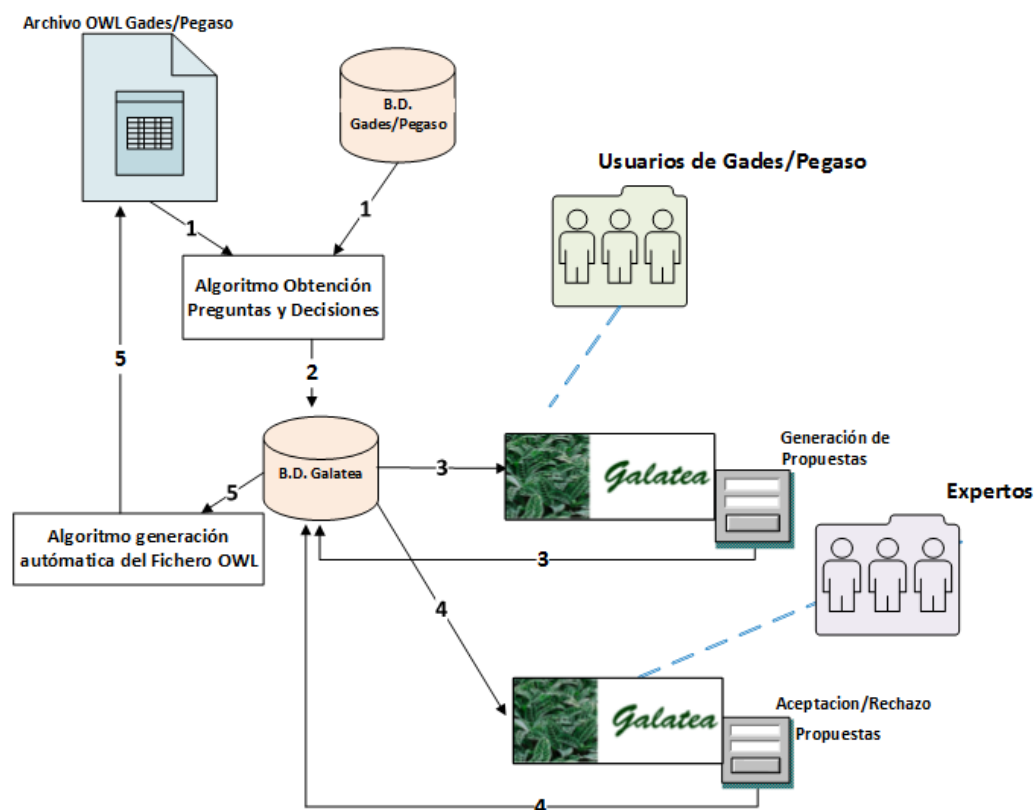 Archivo OWL Gades/Pegaso
B.D.
Gades/Pegaso
Usuarios de Gades/Pegaso
1
1
Algoritmo Obtención
Preguntas y Decisiones
5
2
B.D. Galatea
3
Galatea
Generación de
Propuestas
Expertos
5
Algoritmo generación
autómatica del Fichero OWL
3
4
Galatea
Aceptacion/Rechazo
Propuestas
4